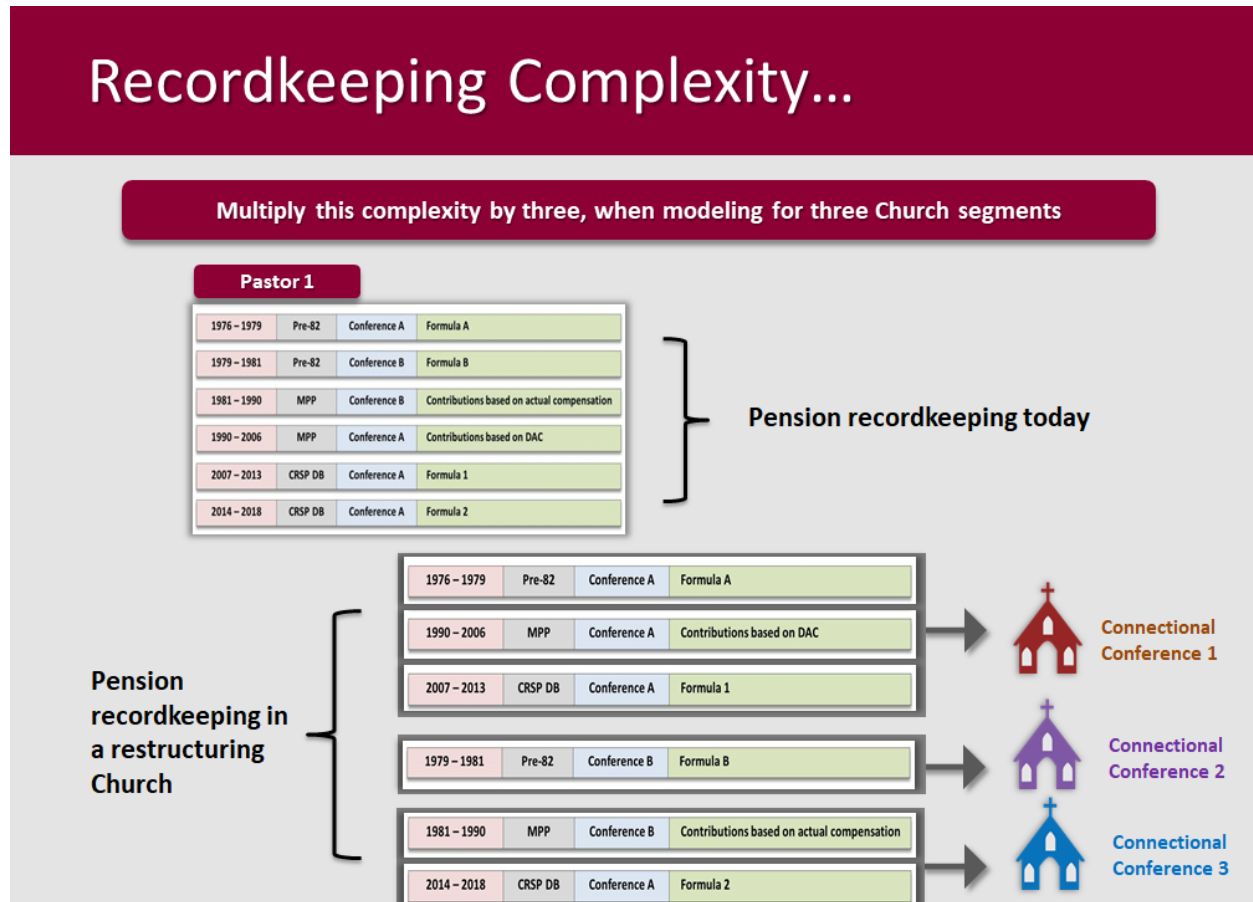 Recordkeeping Complexity...
Multiply this complexity by three, when modeling for three Church segments
Pastor 1
1976 – 1979 Pre-82 Conference A Formula A
1979 – 1981 Pre-82 Conference B Formula B
1981 – 1990 MPP Conference B Contributions based on actual compensation
1990 – 2006 MPP Conference A Contributions based on DAC
2007 – 2013 CRSP DB Conference A Formula 1
2014 – 2018 CRSP DB Conference A Formula 2
Pension recordkeeping today
Pension
recordkeeping in
a restructuring
Church
1976 – 1979 Pre-82 Conference A Formula A
1990 – 2006 MPP Conference A Contributions based on DAC
2007 – 2013 CRSP DB Conference A Formula 1
Connectional
Conference 1
1979 – 1981 Pre-82 Conference B Formula B
Connectional
Conference 2
1981 – 1990 MPP Conference B Contributions based on actual compensation
2014 – 2018 CRSP DB Conference A Formula 2
Connectional
Conference 3